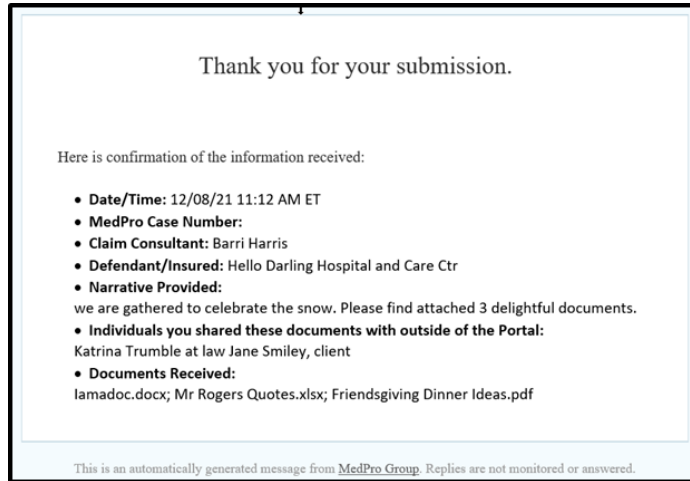 Thank you for your submission.
Here is confirmation of the information received:
• Date/Time: 12/08/21 11:12 AM ET
• MedPro Case Number:
• Claim Consultant: Barri Harris
• Defendant/Insured: Hello Darling Hospital and Care Ctr
• Narrative Provided:
we are gathered to celebrate the snow. Please find attached 3 delightful documents.
• Individuals you shared these documents with outside of the Portal:
Katrina Trumble at law Jane Smiley, client
• Documents Received:
Iamadoc.docx; Mr Rogers Quotes.xlsx; Friendsgiving Dinner Ideas.pdf
This is an automatically generated message from MedPro Group. Replies are not monitored or answered.